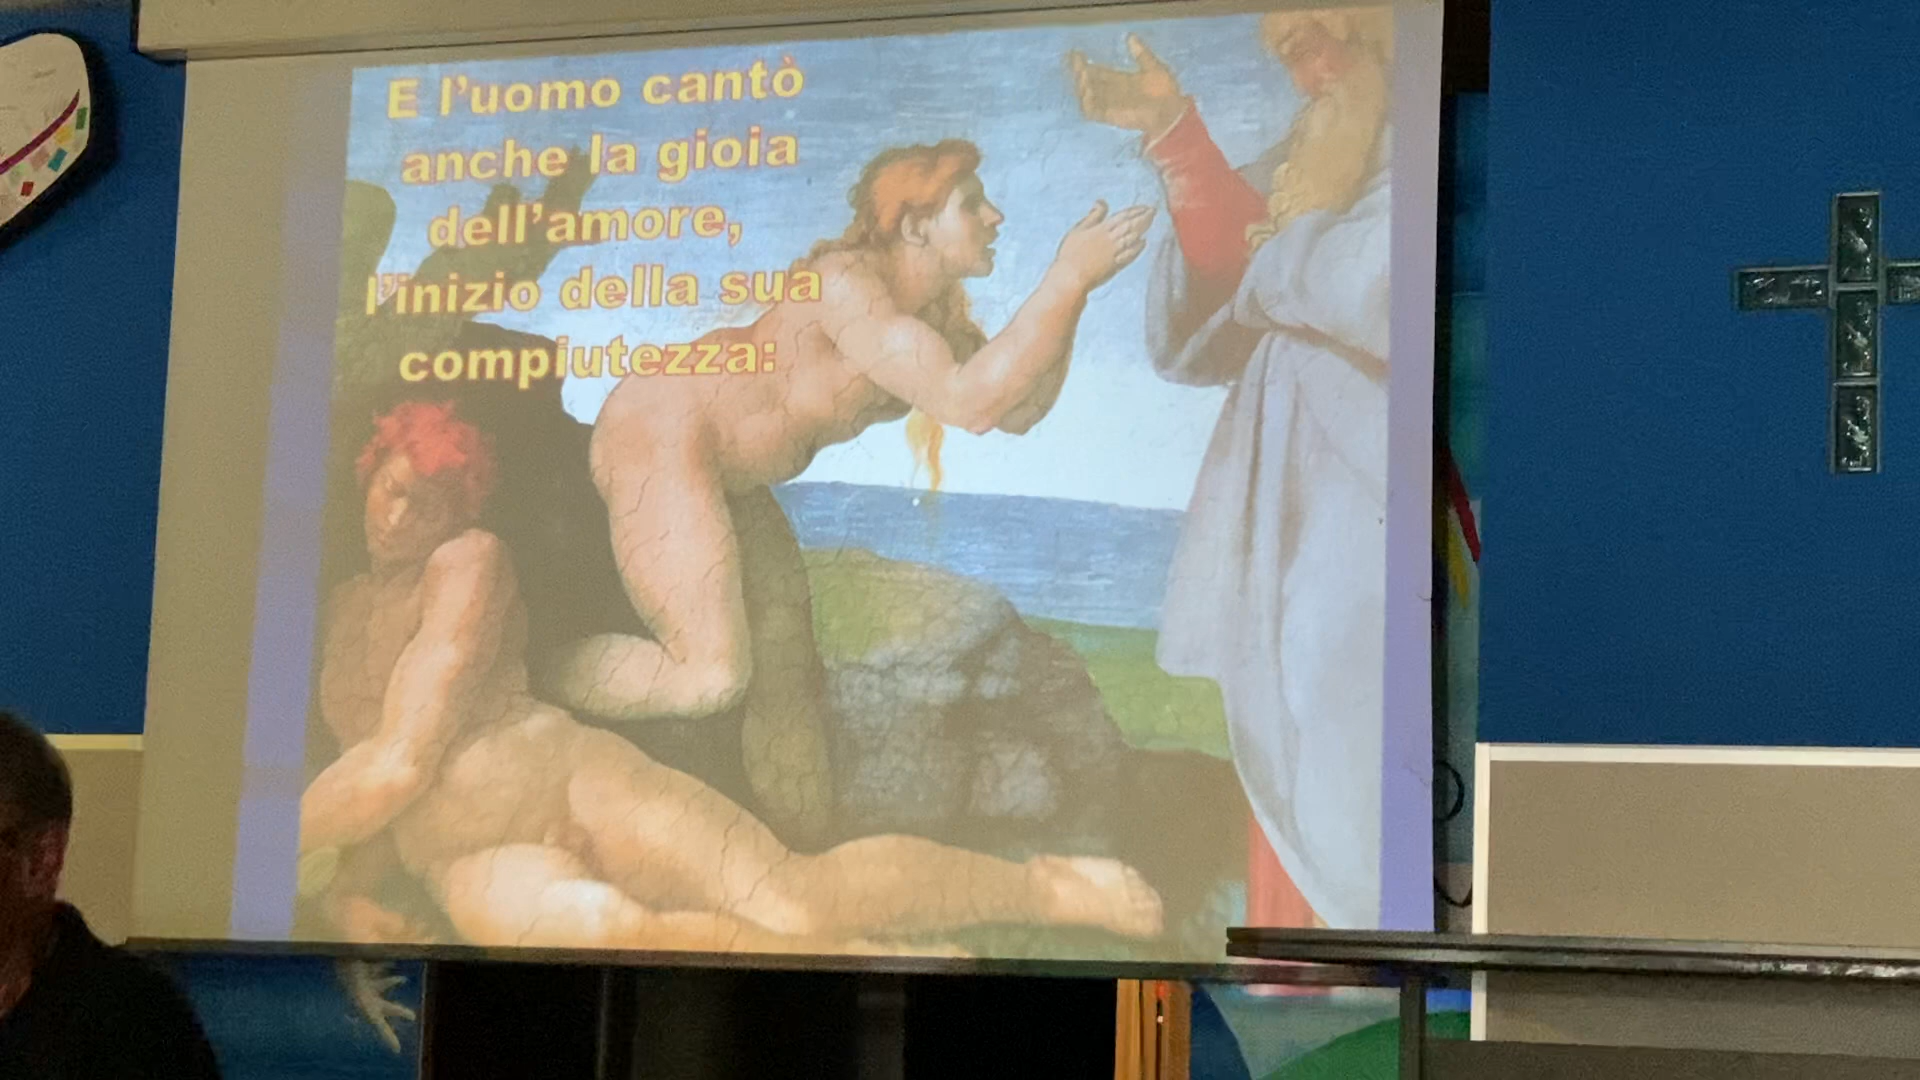 E l'uomo cantò
anche la gioia
dell'amore,
l'inizio della sua
compiutezza: